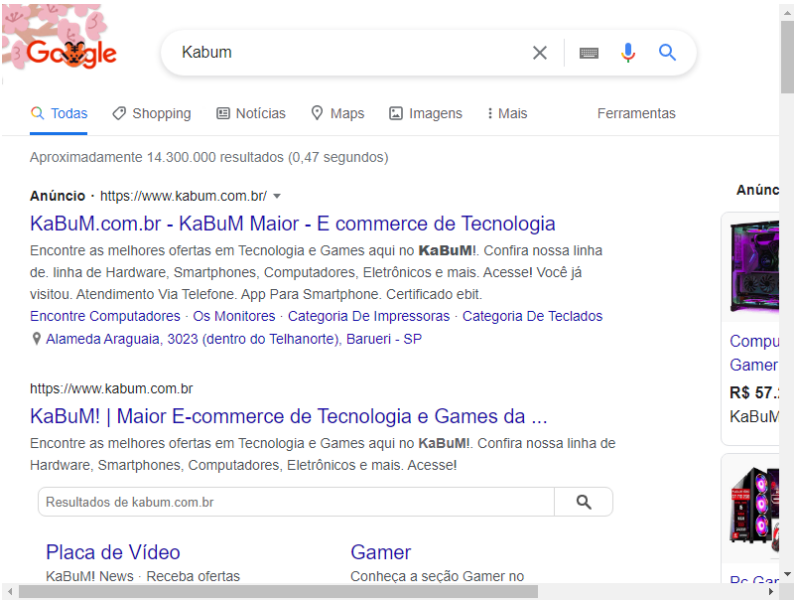 Google
Kabum
Todas Shopping Notícias Maps Imagens Mais Ferramentas
Aproximadamente 14.300.000 resultados (0,47 segundos)
Anúncio · https://www.kabum.com.br/
KaBuM.com.br - KaBuM Maior - E commerce de Tecnologia
Encontre as melhores ofertas em Tecnologia e Games aqui no KaBuM!. Confira nossa linha
de. linha de Hardware, Smartphones, Computadores, Eletrônicos e mais. Acesse! Você já
visitou. Atendimento Via Telefone. App Para Smartphone. Certificado ebit.
Encontre Computadores · Os Monitores · Categoria De Impressoras · Categoria De Teclados
Alameda Araguaia, 3023 (dentro do Telhanorte), Barueri - SP
https://www.kabum.com.br
KaBuM! | Maior E-commerce de Tecnologia e Games da ...
Encontre as melhores ofertas em Tecnologia e Games aqui no KaBuM!. Confira nossa linha de
Hardware, Smartphones, Computadores, Eletrônicos e mais. Acesse!
Resultados de kabum.com.br
Placa de Vídeo
KaBuM! News · Receba ofertas
Gamer
Conheça a seção Gamer no
Anúnc
Compu
Gamer
R$ 57.
KaBuM
Pc Gar